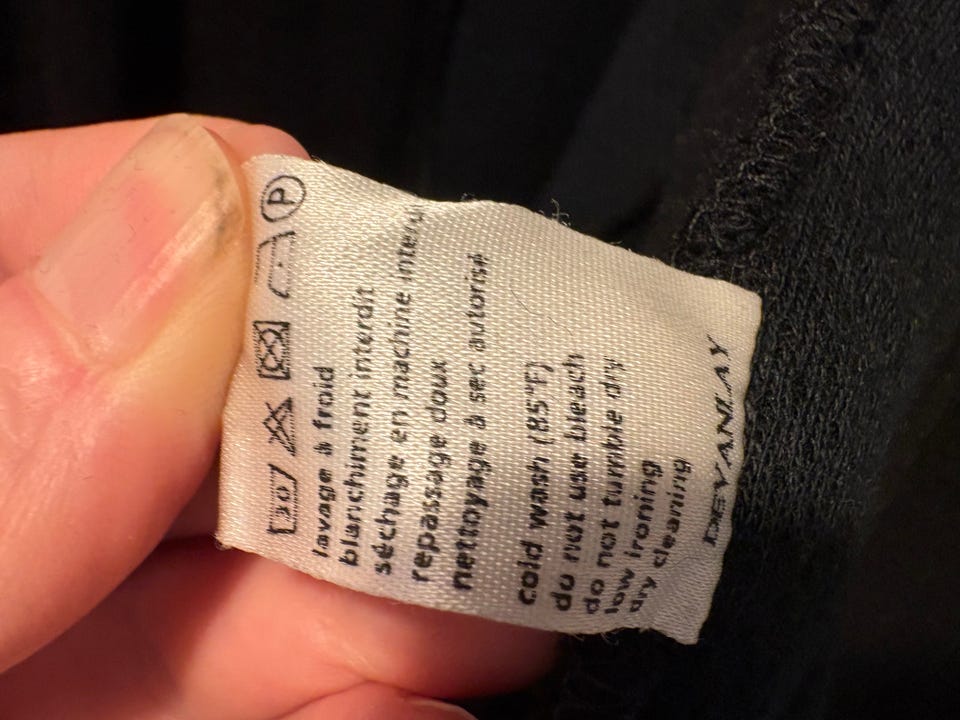 30 P
lavage à froid
blanchiment interdit
séchage en machine interdit
repassage doux
nettoyage à sec autorisé
cold wash (85°F)
do not use bleach
do not tumble dry
low ironing
dry cleaning
DEVANLAY